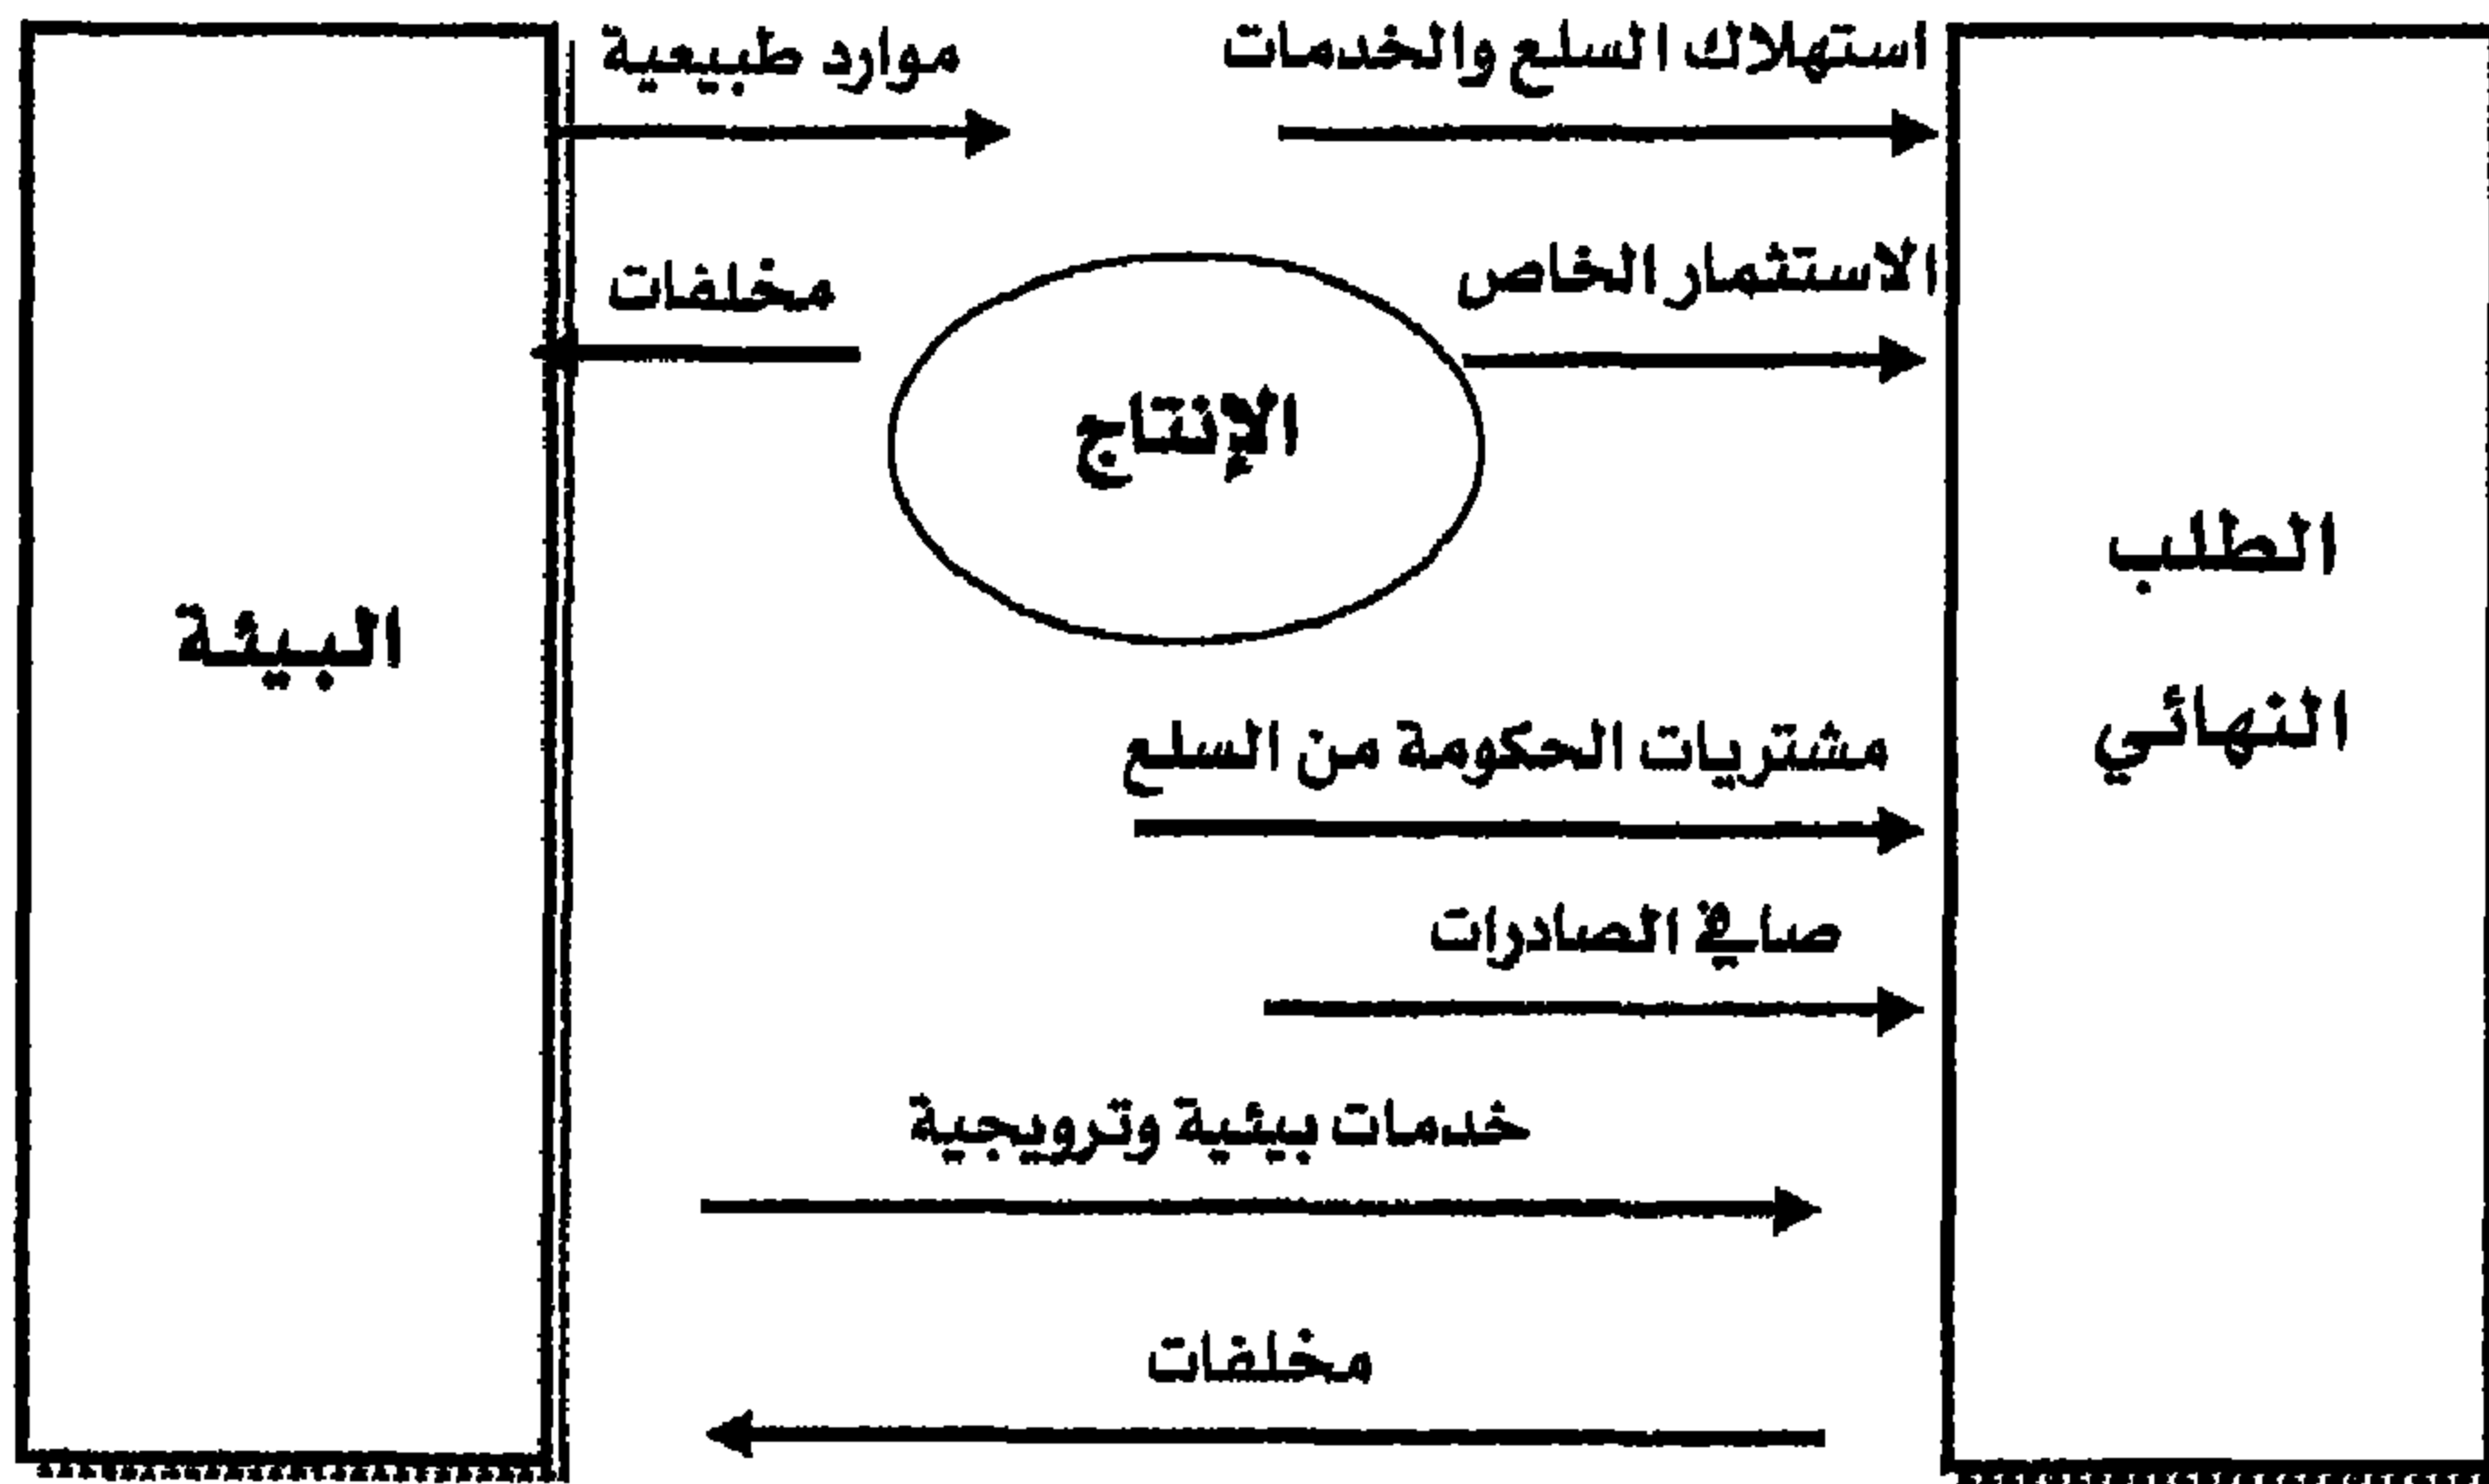 استهلاك السلع والخدمات
موارد طبيعية
الاستثمار الخاص
مخلفات
الإنتاج
الطلب
النهائي
البيئة
مشتريات الحكومة من السلع
صافي الصادرات
خدمات بيئية وترويجية
مخلفات